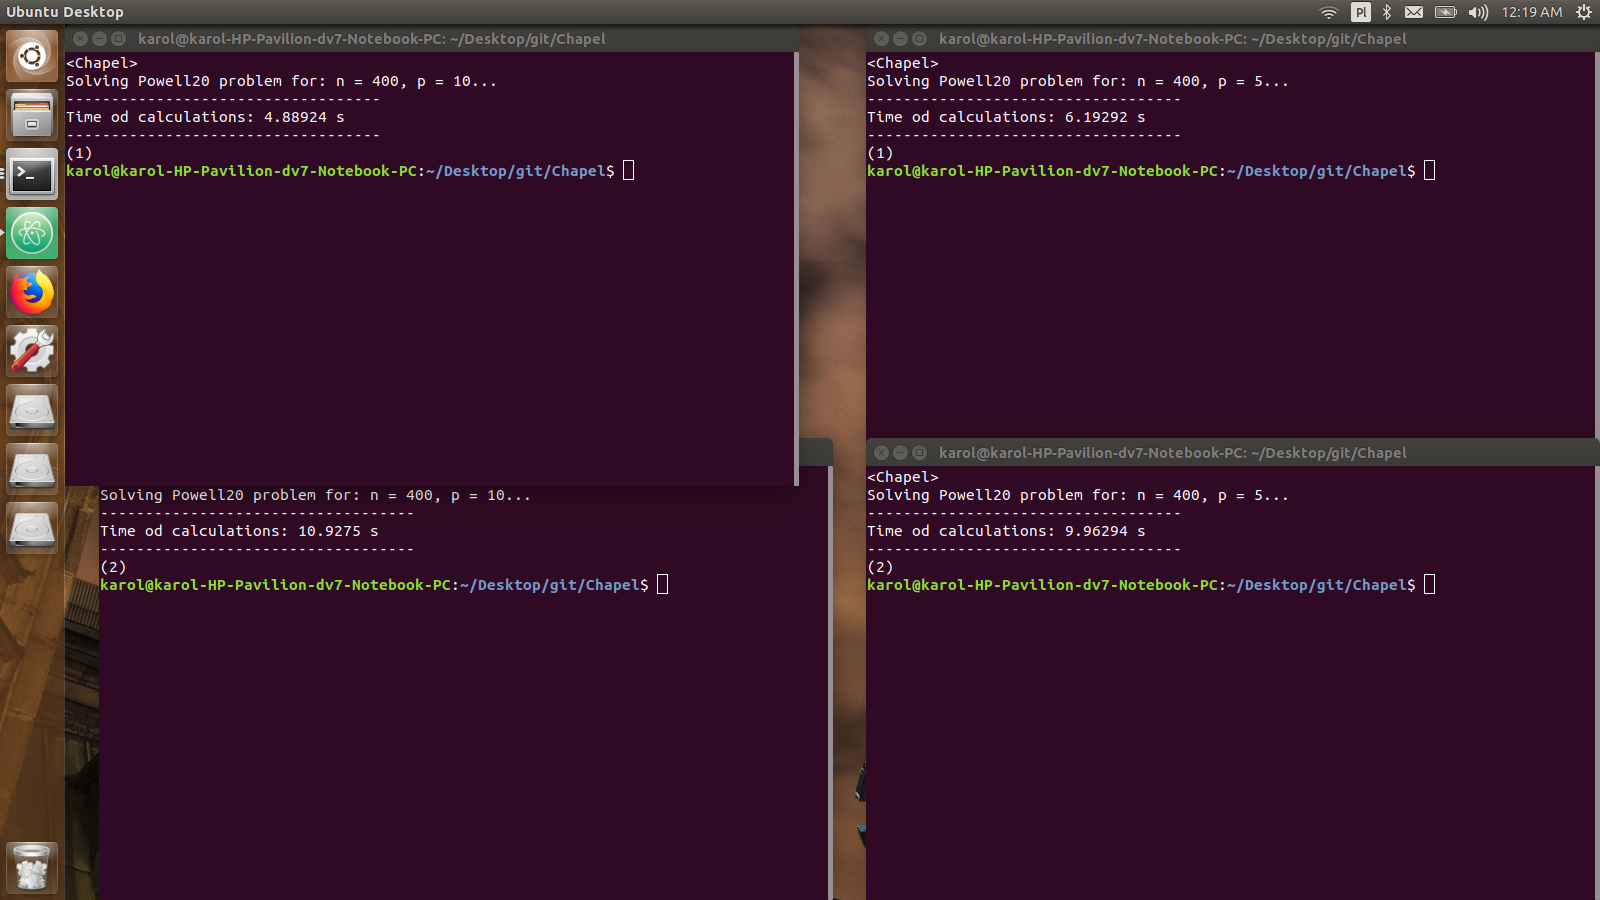 Ubuntu Desktop
Pl
12:19 AM
karol@karol-HP-Pavilion-dv7-Notebook-PC: ~/Desktop/git/Chapel
<Chapel>
Solving Powell20 problem for: n = 400, p = 10...
-----------------------------------
Time od calculations: 4.88924 s
-----------------------------------
(1)
karol@karol-HP-Pavilion-dv7-Notebook-PC:~/Desktop/git/Chapel$
karol@karol-HP-Pavilion-dv7-Notebook-PC: ~/Desktop/git/Chapel
<Chapel>
Solving Powell20 problem for: n = 400, p = 5...
-----------------------------------
Time od calculations: 6.19292 s
-----------------------------------
(1)
karol@karol-HP-Pavilion-dv7-Notebook-PC:~/Desktop/git/Chapel$
Solving Powell20 problem for: n = 400, p = 10...
-----------------------------------
Time od calculations: 10.9275 s
-----------------------------------
(2)
karol@karol-HP-Pavilion-dv7-Notebook-PC:~/Desktop/git/Chapel$
karol@karol-HP-Pavilion-dv7-Notebook-PC: ~/Desktop/git/Chapel
<Chapel>
Solving Powell20 problem for: n = 400, p = 5...
-----------------------------------
Time od calculations: 9.96294 s
-----------------------------------
(2)
karol@karol-HP-Pavilion-dv7-Notebook-PC:~/Desktop/git/Chapel$